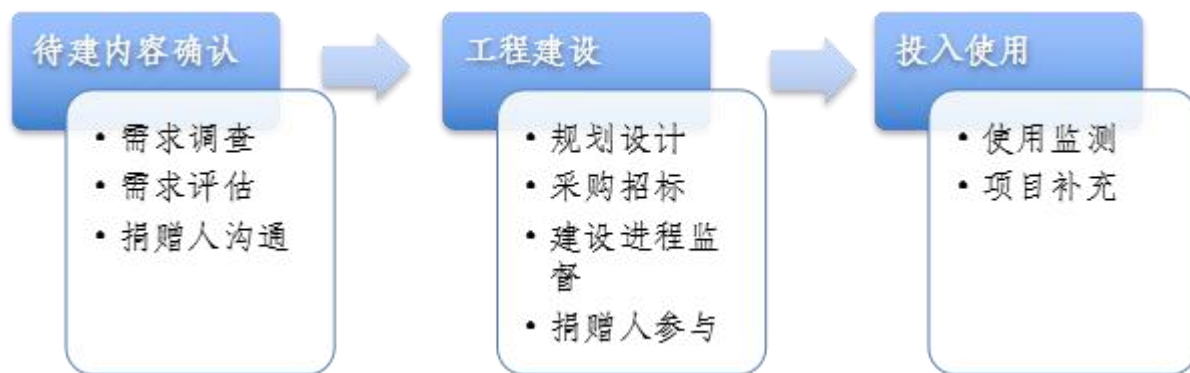 待建内容确认
• 需求调查
• 需求评估
• 捐赠人沟通
工程建设
• 规划设计
• 采购招标
• 建设进程监
督
• 捐赠人参与
投入使用
• 使用监测
• 项目补充